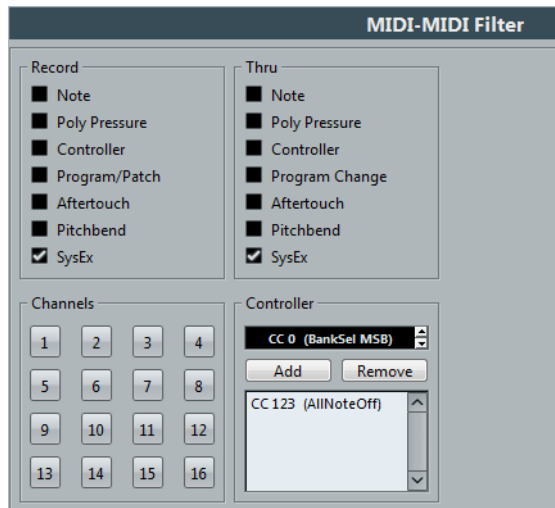 MIDI-MIDI Filter
Record
Note
Poly Pressure
Controller
Program/Patch
Aftertouch
Pitchbend
SysEx
Thru
Note
Poly Pressure
Controller
Program Change
Aftertouch
Pitchbend
SysEx
Channels
1 2 3 4
5 6 7 8
9 10 11 12
13 14 15 16
Controller
CC 0 (BankSel MSB)
Add Remove
CC 123 (AllNoteOff)